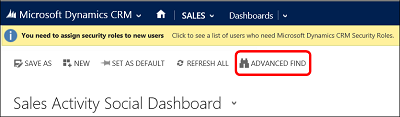 Microsoft Dynamics CRM SALES Dashboards
You need to assign security roles to new users Click to see a list of users who need Microsoft Dynamics CRM Security Roles.
SAVE AS NEW SET AS DEFAULT REFRESH ALL ADVANCED FIND
Sales Activity Social Dashboard